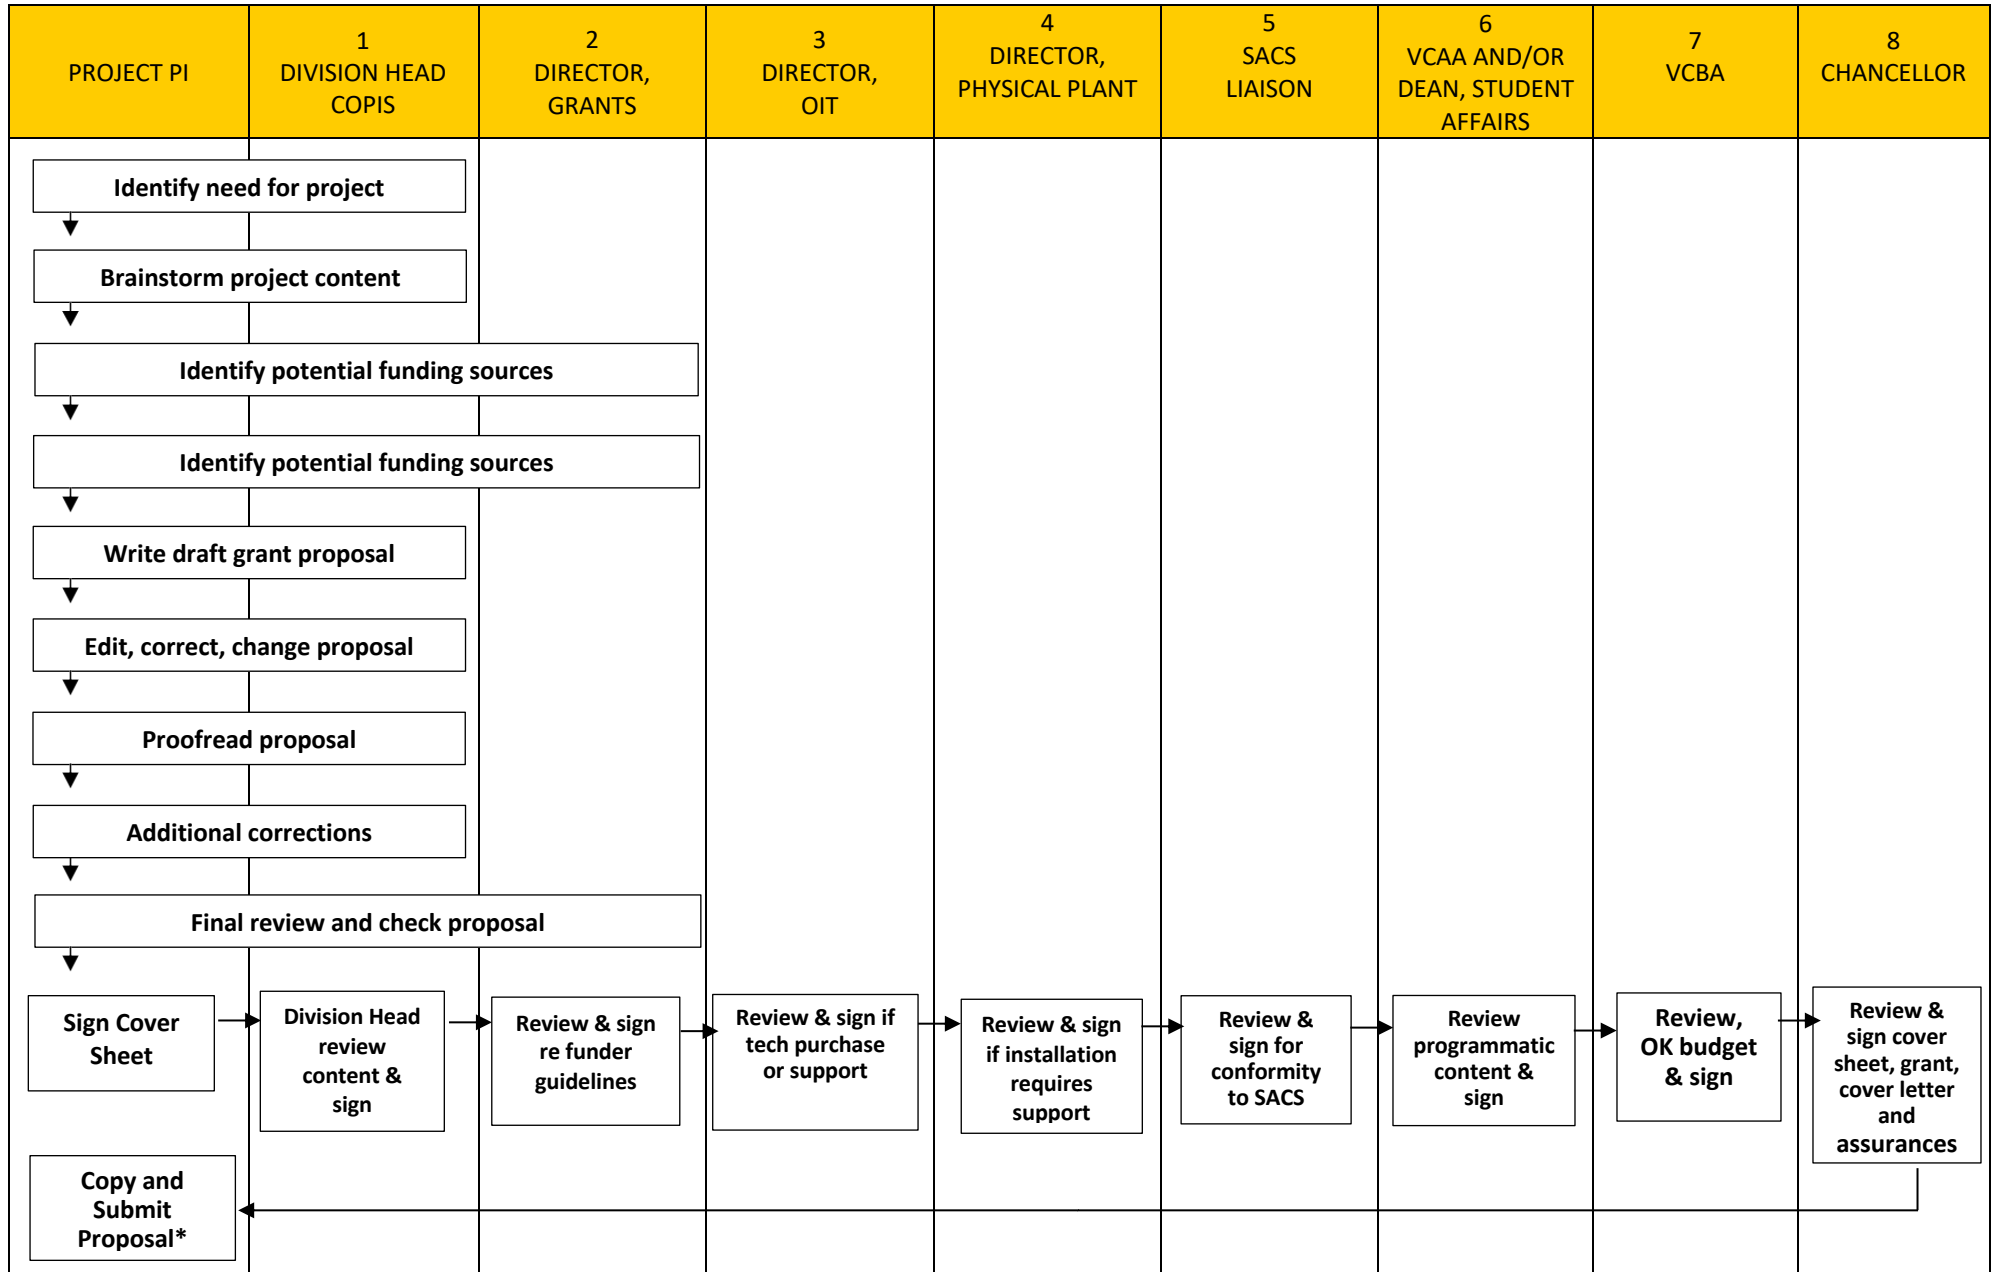 PROJECT PI
1
DIVISION HEAD
COPIS
2
DIRECTOR,
GRANTS
3
DIRECTOR,
OIT
4
DIRECTOR,
PHYSICAL PLANT
5
SACS
LIAISON
6
VCAA AND/OR
DEAN, STUDENT
AFFAIRS
7
VCBA
8
CHANCELLOR
Identify need for project
Brainstorm project content
Identify potential funding sources
Identify potential funding sources
Write draft grant proposal
Edit, correct, change proposal
Proofread proposal
Additional corrections
Final review and check proposal
Sign Cover
Sheet
Division Head
review
content &
sign
Review & sign
re funder
guidelines
Review & sign if
tech purchase
or support
Review & sign
if installation
requires
support
Review &
sign for
conformity
to SACS
Review
programmatic
content &
sign
Review,
OK budget
& sign
Review &
sign cover
sheet, grant,
cover letter
and
assurances
Copy and
Submit
Proposal*